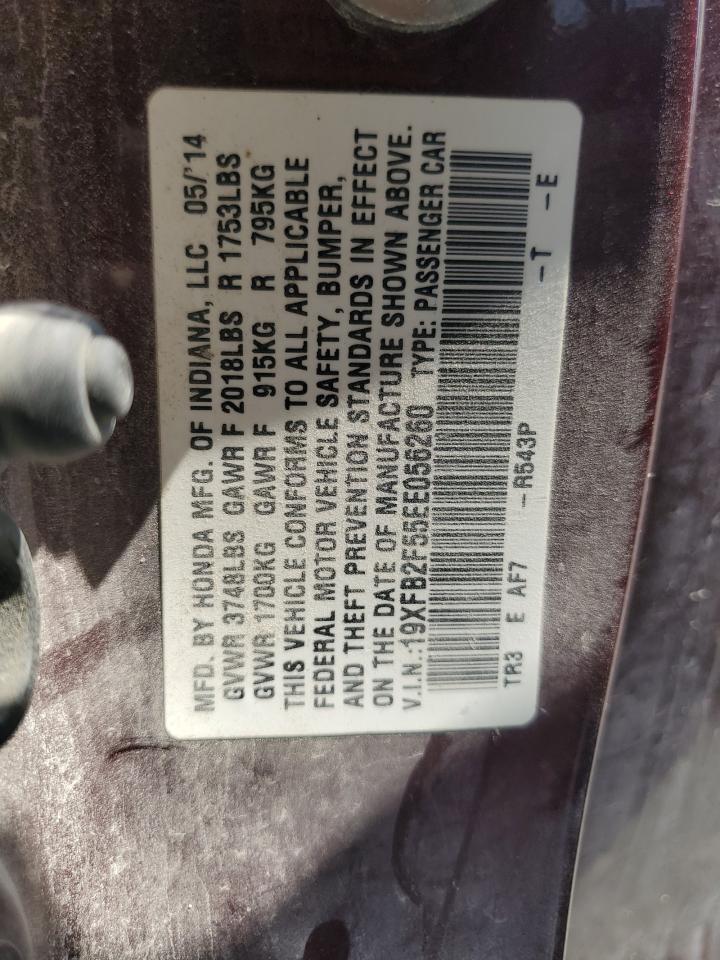 MFD. BY HONDA MFG. OF INDIANA, LLC 05/'14
GVWR 3748LBS GAWR F 2018LBS R 1753LBS
GVWR 1700KG GAWR F 915KG R 795KG
THIS VEHICLE CONFORMS TO ALL APPLICABLE
FEDERAL MOTOR VEHICLE SAFETY, BUMPER,
AND THEFT PREVENTION STANDARDS IN EFFECT
ON THE DATE OF MANUFACTURE SHOWN ABOVE.
V.I.N.:19XFB2F55EE056260 TYPE: PASSENGER CAR
TR3 E AF7 -R543P -T -E